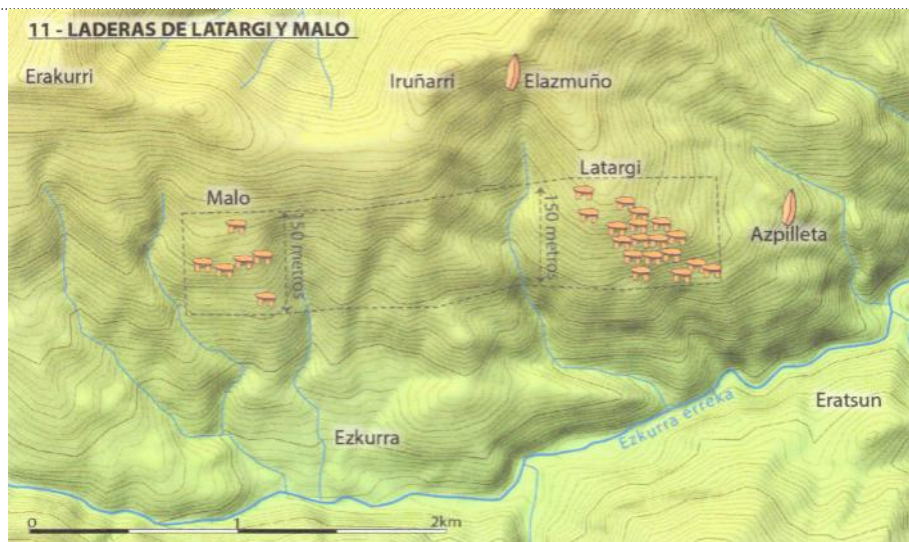 11 - LADERAS DE LATARGI Y MALO
Erakurri
Iruñarri
Elazmuño
Latargi
Malo
150 metros
50 metros
Azpilleta
Eratsun
Ezkurra erreka
Ezkurra
0 1 2km